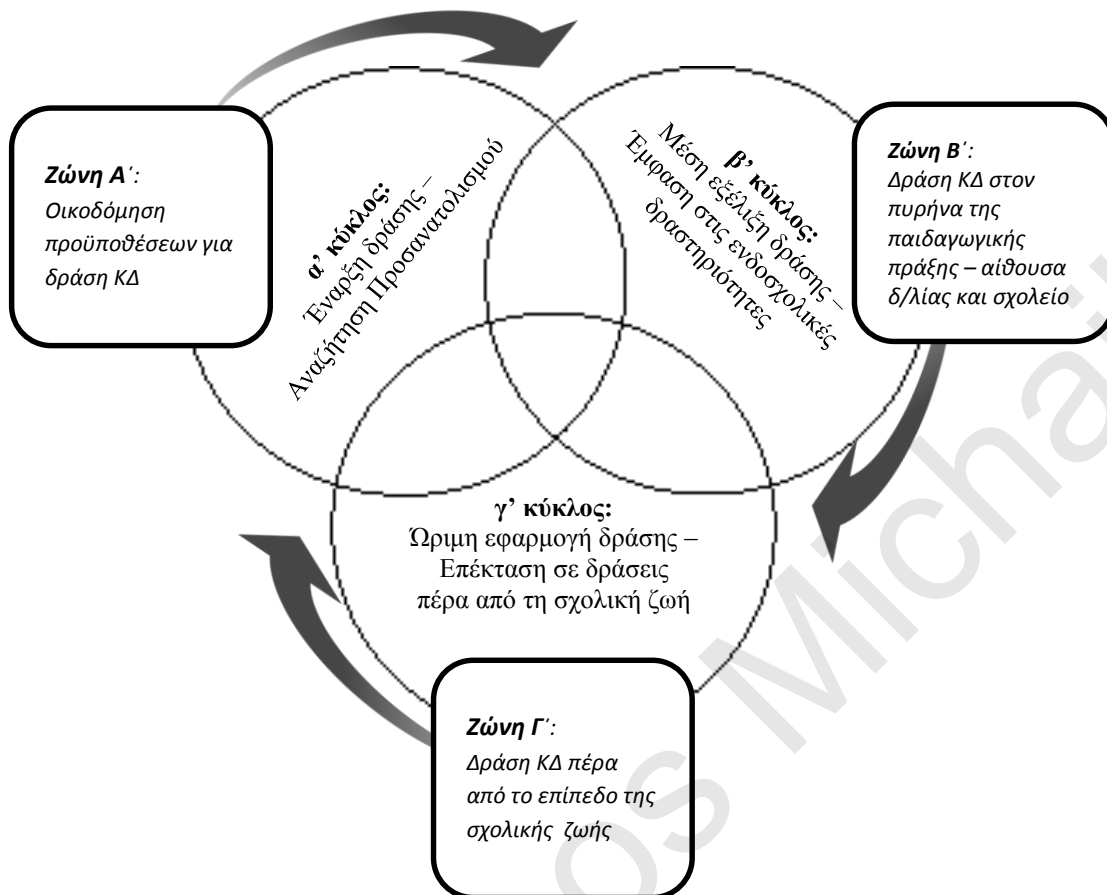 Ζώνη Α΄:
Οικοδόμηση
προϋποθέσεων για
δράση ΚΔ
α’ κύκλος:
Έναρξη δράσης –
Αναζήτηση Προσανατολισμού
β’ κύκλος:
Μέση εξέλιξη δράσης –
Έμφαση στις ενδοσχολικές
δραστηριότητες
Ζώνη Β΄:
Δράση ΚΔ στον
πυρήνα της
παιδαγωγικής
πράξης – αίθουσα
δ/λίας και σχολείο
γ’ κύκλος:
Ώριμη εφαρμογή δράσης –
Επέκταση σε δράσεις
πέρα από τη σχολική ζωή
Ζώνη Γ΄:
Δράση ΚΔ πέρα
από το επίπεδο της
σχολικής ζωής